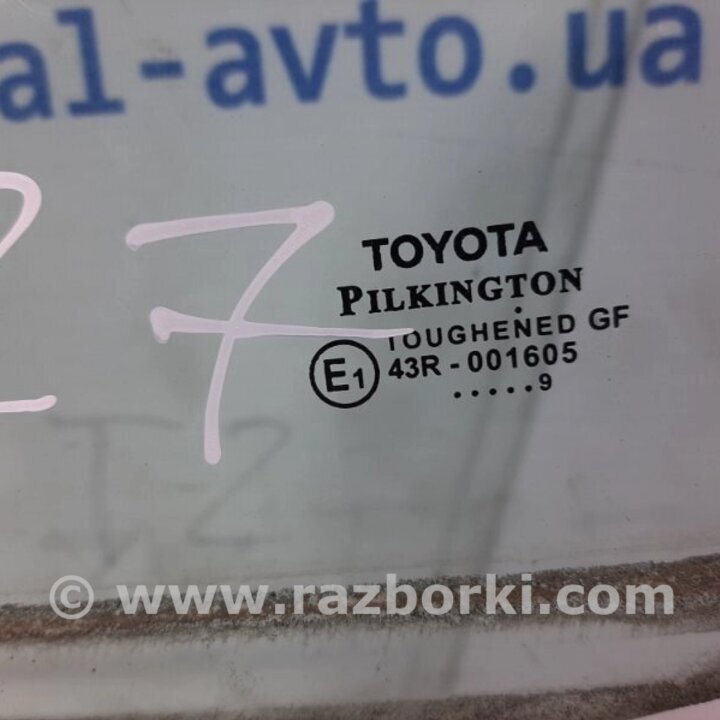 al-avto.ua
27
TOYOTA
PILKINGTON
TOUGHENED GF
E1
43R - 001605
.....9
© www.razborki.com